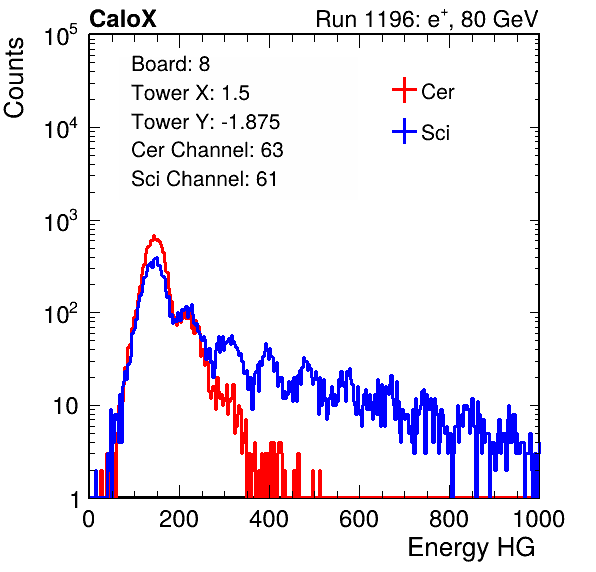 CaloX Run 1196: e⁺, 80 GeV
Counts
10⁵
10⁴
10³
10²
10
1
Board: 8
Tower X: 1.5
Tower Y: -1.875
Cer Channel: 63
Sci Channel: 61
Cer
Sci
0 200 400 600 800 1000
Energy HG